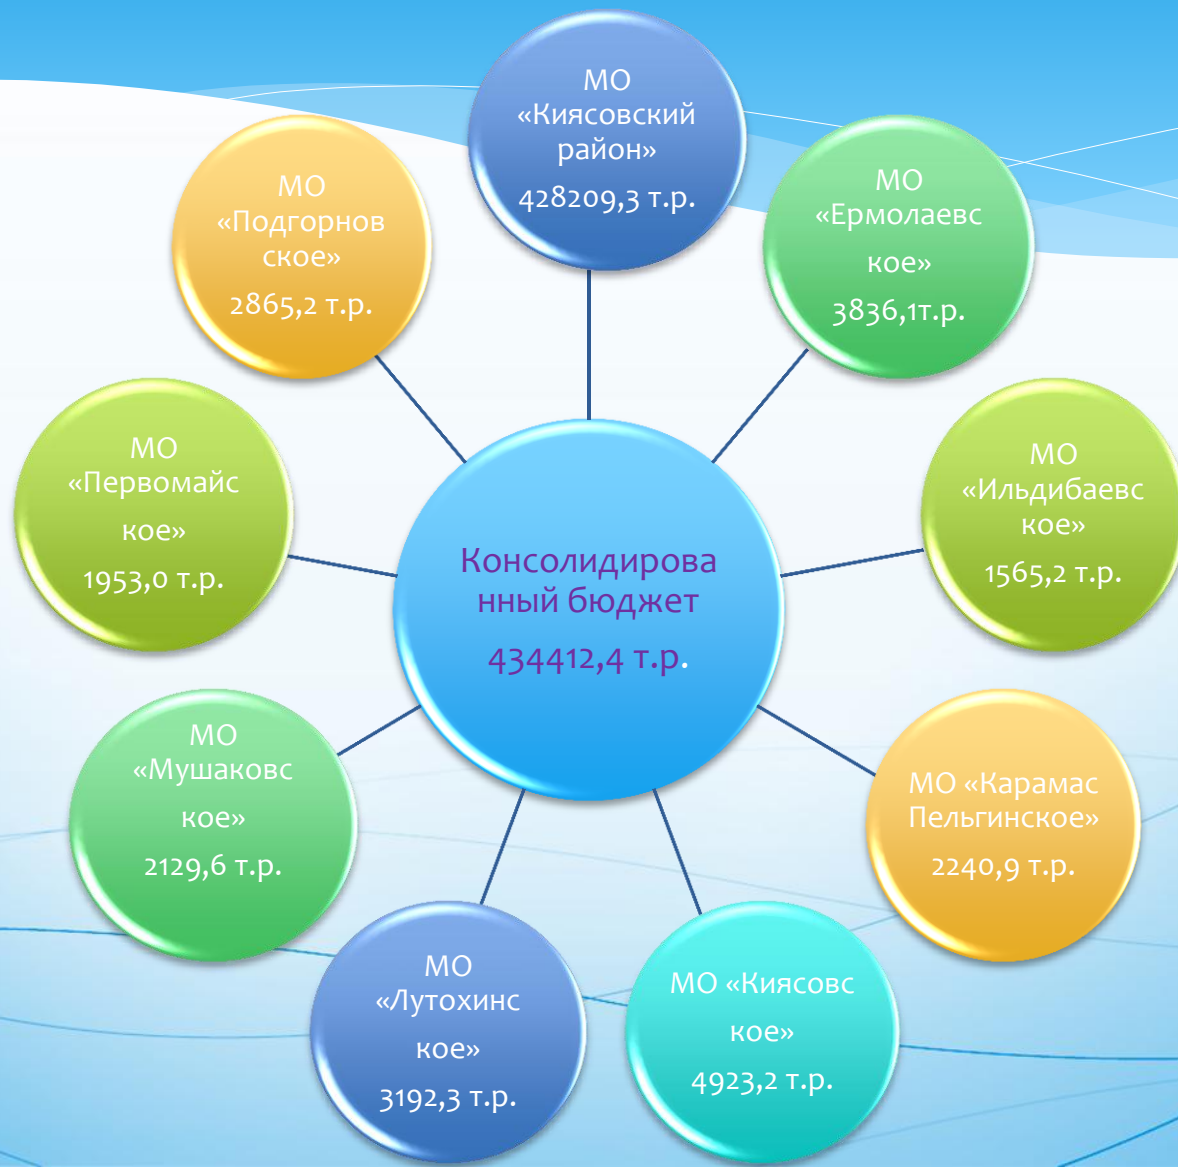 МО
«Киясовский
район»
428209,3 т.р.
МО
«Ермолаевс
кое»
3836,1т.р.
МО
«Ильдибаевс
кое»
1565,2 т.р.
МО «Карамас
Пельгинское»
2240,9 т.р.
МО «Киясовс
кое»
4923,2 т.р.
МО
«Лутохинс
кое»
3192,3 т.р.
МО
«Мушаковс
кое»
2129,6 т.р.
МО
«Первомайс
кое»
1953,0 т.р.
МО
«Подгорнов
ское»
2865,2 т.р.
Консолидирова
нный бюджет
434412,4 т.р.